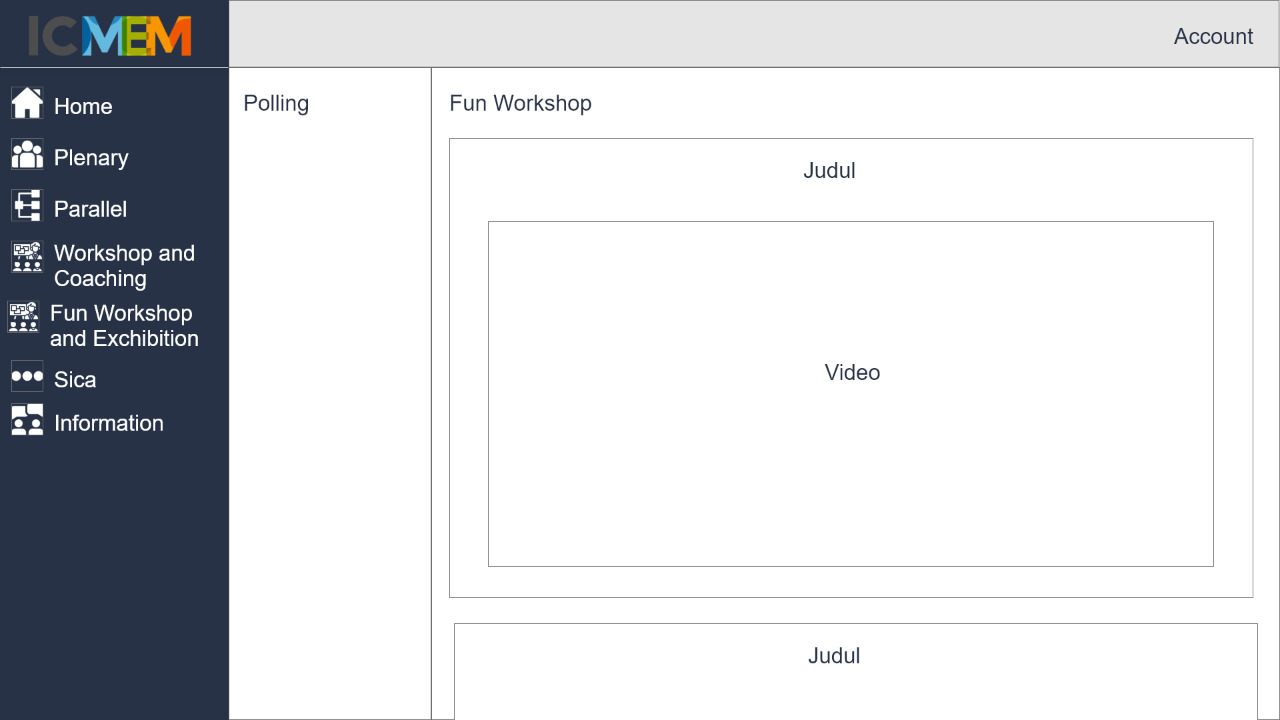 ICMEM
Account
Home
Plenary
Parallel
Workshop and
Coaching
Fun Workshop
and Exchibition
Sica
Information
Polling
Fun Workshop
Judul
Video
Judul